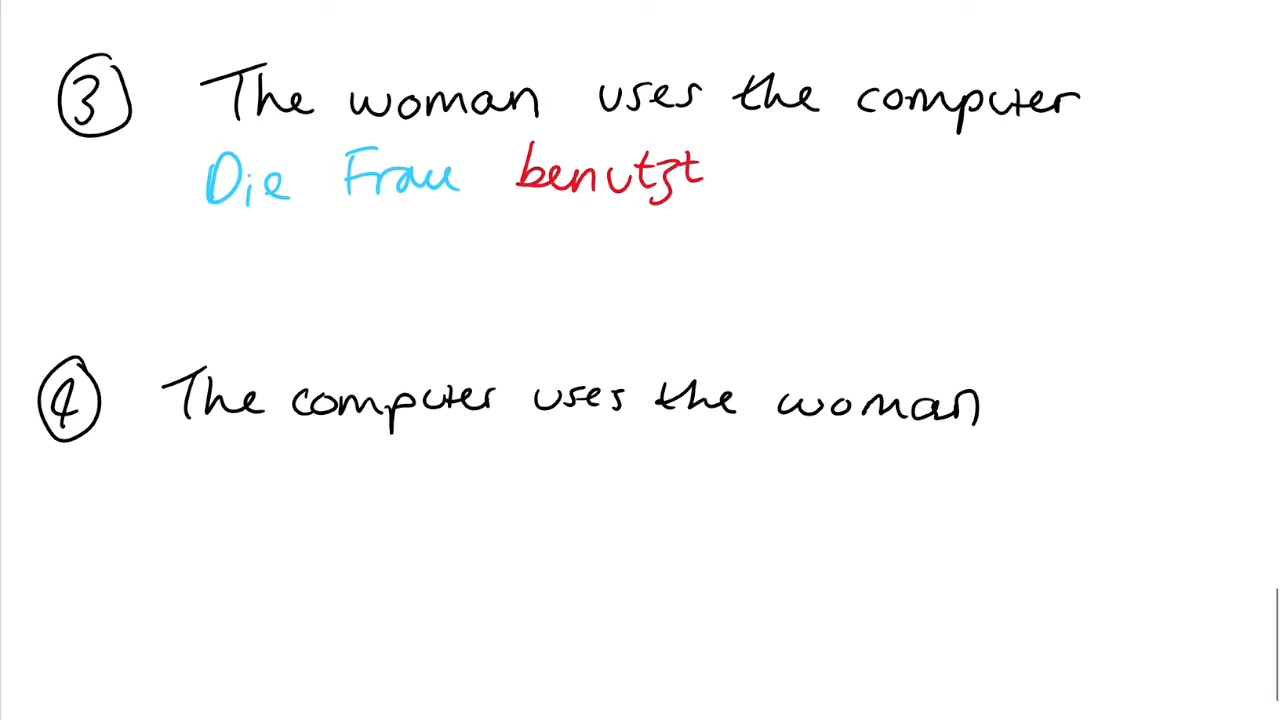 ③ The woman uses the computer
Die Frau benutzt
④ The computer uses the woman